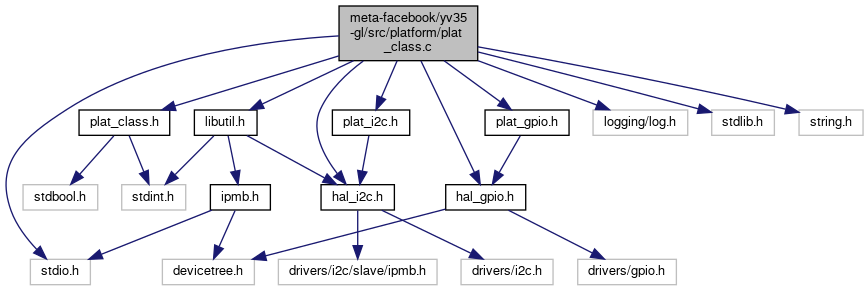 meta-facebook/yv35
-gl/src/platform/plat
_class.c
plat_class.h
libutil.h
plat_i2c.h
plat_gpio.h
logging/log.h
stdlib.h
string.h
stdbool.h
stdint.h
ipmb.h
hal_i2c.h
hal_gpio.h
stdio.h
devicetree.h
drivers/i2c/slave/ipmb.h
drivers/i2c.h
drivers/gpio.h